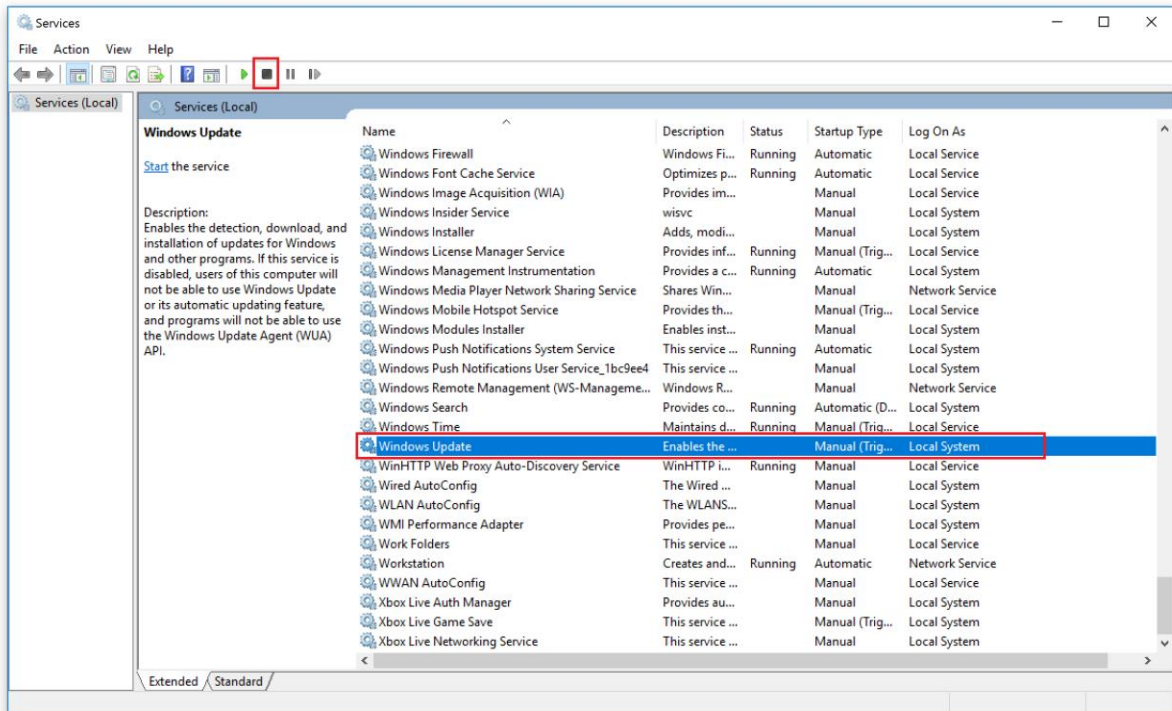 Services
File Action View Help
Services (Local)
Services (Local)
Windows Update
Start the service
Description:
Enables the detection, download, and
installation of updates for Windows
and other programs. If this service is
disabled, users of this computer will
not be able to use Windows Update
or its automatic updating feature,
and programs will not be able to use
the Windows Update Agent (WUA)
API.
Name Description Status Startup Type Log On As
Windows Firewall Windows Fi... Running Automatic Local Service
Windows Font Cache Service Optimizes p... Running Automatic Local Service
Windows Image Acquisition (WIA) Provides im... Manual Local Service
Windows Insider Service wisvc Manual Local System
Windows Installer Adds, modi... Manual Local System
Windows License Manager Service Provides inf... Running Manual (Trig... Local Service
Windows Management Instrumentation Provides a c... Running Automatic Local System
Windows Media Player Network Sharing Service Shares Win... Manual Network Service
Windows Mobile Hotspot Service Provides th... Manual (Trig... Local Service
Windows Modules Installer Enables inst... Manual Local System
Windows Push Notifications System Service This service ... Running Automatic Local System
Windows Push Notifications User Service_1bc9ee4 This service ... Manual Local System
Windows Remote Management (WS-Manageme... Windows R... Manual Network Service
Windows Search Provides co... Running Automatic (D... Local System
Windows Time Maintains d... Running Manual (Trig... Local Service
Windows Update Enables the ... Manual (Trig... Local System
WinHTTP Web Proxy Auto-Discovery Service WinHTTP i... Running Manual Local Service
Wired AutoConfig The Wired ... Manual Local System
WLAN AutoConfig The WLANS... Manual Local System
WMI Performance Adapter Provides pe... Manual Local System
Work Folders This service ... Manual Local Service
Workstation Creates and... Running Automatic Network Service
WWAN AutoConfig This service ... Manual Local Service
Xbox Live Auth Manager Provides au... Manual Local System
Xbox Live Game Save This service ... Manual (Trig... Local System
Xbox Live Networking Service This service ... Manual Local System
Extended Standard